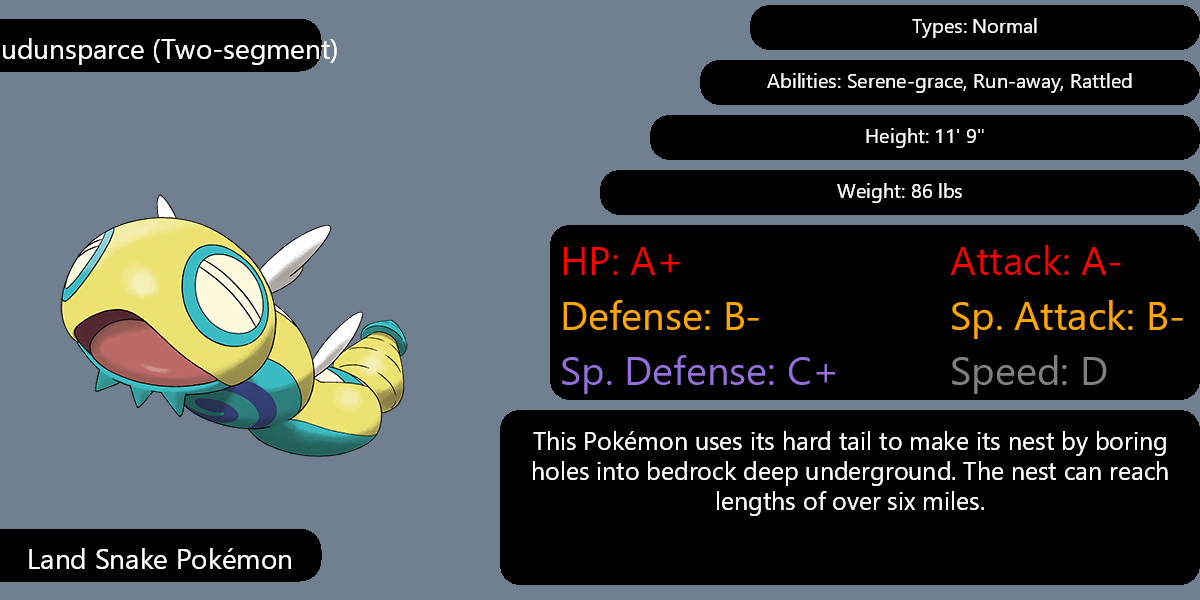 udunsparce (Two-segment)
Types: Normal
Abilities: Serene-grace, Run-away, Rattled
Height: 11' 9"
Weight: 86 lbs
HP: A+ Attack: A-
Defense: B- Sp. Attack: B-
Sp. Defense: C+ Speed: D
This Pokémon uses its hard tail to make its nest by boring
holes into bedrock deep underground. The nest can reach
lengths of over six miles.
Land Snake Pokémon